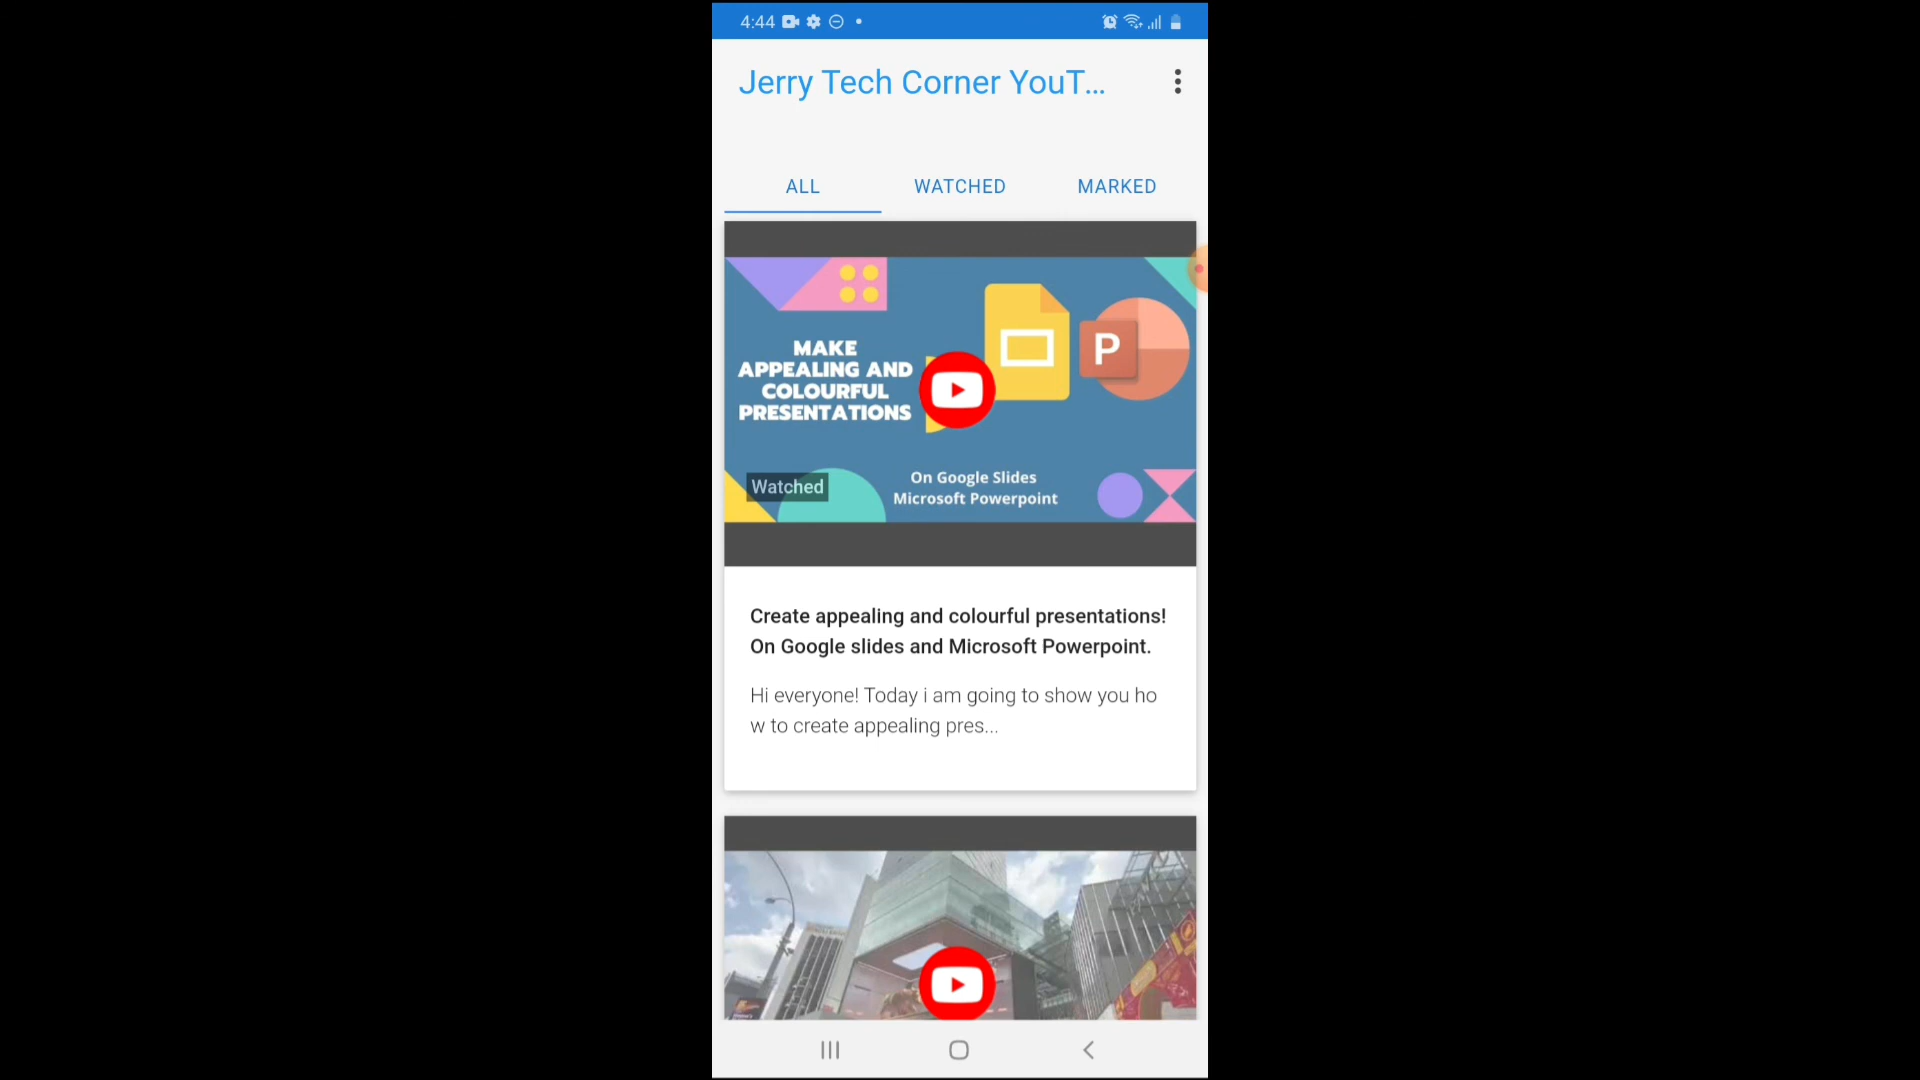 4:44
Jerry Tech Corner YouT...
ALL WATCHED MARKED
MAKE
APPEALING AND
COLOURFUL
PRESENTATIONS
P
On Google Slides
Microsoft Powerpoint
Watched
Create appealing and colourful presentations!
On Google slides and Microsoft Powerpoint.
Hi everyone! Today i am going to show you ho
w to create appealing pres...